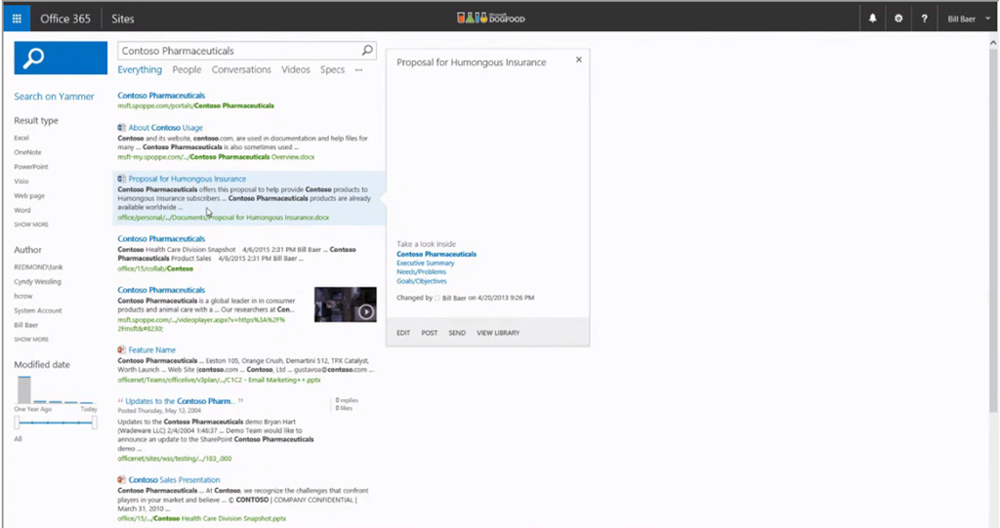 Office 365
Sites
Microsoft
DOGFOOD
?
Bill Baer
Contoso Pharmaceuticals
Everything People Conversations Videos Specs ...
Search on Yammer
Result type
Excel
OneNote
PowerPoint
Visio
Web page
Word
SHOW MORE
Author
REDMOND\tank
Cyndy Wessling
hcrow
System Account
Bill Baer
SHOW MORE
Modified date
One Year Ago Today
All
Contoso Pharmaceuticals
msft.spoppe.com/portals/Contoso Pharmaceuticals
About Contoso Usage
Contoso and its website, contoso.com, are used in documentation and help files for
many ... Contoso Pharmaceuticals is also sometimes used ...
msft-my.spoppe.com/.../Contoso Pharmaceuticals Overview.docx
Proposal for Humongous Insurance
Contoso Pharmaceuticals offers this proposal to help provide Contoso products to
Humongous Insurance subscribers ... Contoso Pharmaceuticals products are already
available worldwide ...
office/personal/.../Documents/Proposal for Humongous Insurance.docx
Contoso Pharmaceuticals
Contoso Health Care Division Snapshot 4/6/2015 2:31 PM Bill Baer ... Contoso
Pharmaceuticals Product Sales 4/6/2015 2:31 PM Bill Baer ...
office/15/collab/Contoso
Contoso Pharmaceuticals
Contoso Pharmaceuticals is a global leader in in consumer
products and animal care with a ... Our researchers at Con...
msft.spoppe.com/.../videoplayer.aspx?v=https%3A%2F%
2Fmsft&#8230;
Feature Name
... Easton 105, Orange Crush, Demartini 512, TPX Catalyst,
Worth Launch ... Web Site (contoso.com ... Contoso, Ltd ... gustavoa@contoso.com ...
officenet/Teams/officelive/v3plan/.../C1C2 - Email Marketing++.pptx
“ Updates to the Contoso Pharm... ”
Posted Thursday, May 13, 2004
0 replies
0 likes
Updates to the Contoso Pharmaceuticals demo Bryan Hart
(Wadeware LLC) 2/4/2004 1:48:37 ... Demo Team would like to
announce an update to the SharePoint Contoso Pharmaceuticals
demo ...
officenet/sites/wss/testing/.../103_.000
Contoso Sales Presentation
... At Contoso, we recognize the challenges that confront
players in your market and believe ... © CONTOSO | COMPANY CONFIDENTIAL |
March 31, 2010 ...
office/15/.../Contoso Health Care Division Snapshot.pptx
Proposal for Humongous Insurance
Take a look inside
Contoso Pharmaceuticals
Executive Summary
Needs/Problems
Goals/Objectives
Changed by Bill Baer on 4/20/2013 9:26 PM
EDIT POST SEND VIEW LIBRARY